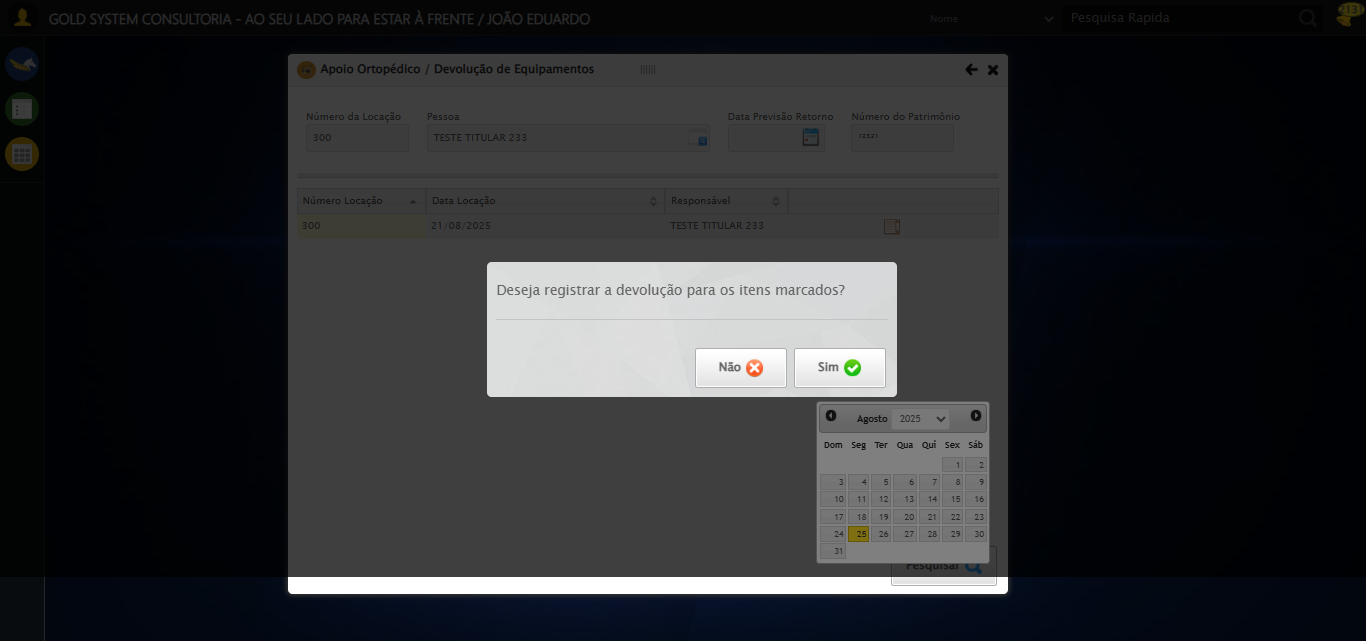 GOLD SYSTEM CONSULTORIA - AO SEU LADO PARA ESTAR À FRENTE / JOÃO EDUARDO
Nome
Pesquisa Rapida
213
Apoio Ortopédico / Devolução de Equipamentos
Número da Locação Pessoa Data Previsão Retorno Número do Patrimônio
300 TESTE TITULAR 233
Número Locação Data Locação Responsável
300 21/08/2025 TESTE TITULAR 233
Deseja registrar a devolução para os itens marcados?
Não Sim
Agosto 2025
Dom Seg Ter Qua Qui Sex Sáb
1 2
3 4 5 6 7 8 9
10 11 12 13 14 15 16
17 18 19 20 21 22 23
24 25 26 27 28 29 30
31
Pesquisar